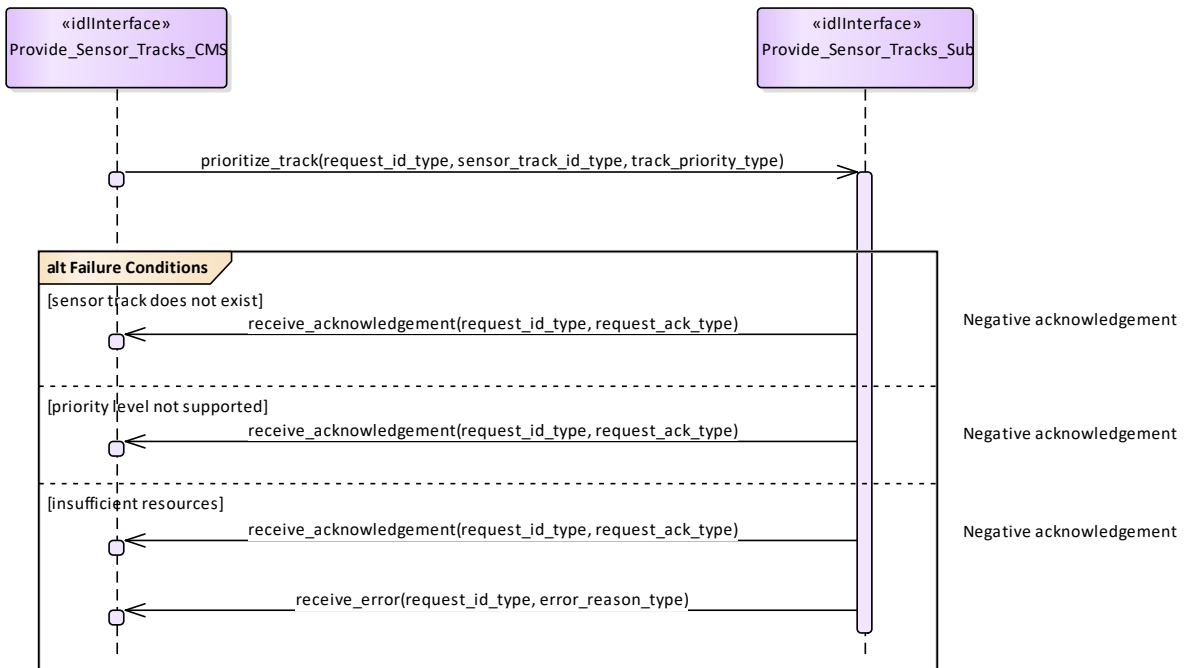 «idlInterface»
Provide_Sensor_Tracks_CMS
«idlInterface»
Provide_Sensor_Tracks_Sub
prioritize_track(request_id_type, sensor_track_id_type, track_priority_type)
alt Failure Conditions
[sensor track does not exist]
receive_acknowledgement(request_id_type, request_ack_type)
Negative acknowledgement
[priority level not supported]
receive_acknowledgement(request_id_type, request_ack_type)
Negative acknowledgement
[insufficient resources]
receive_acknowledgement(request_id_type, request_ack_type)
Negative acknowledgement
receive_error(request_id_type, error_reason_type)